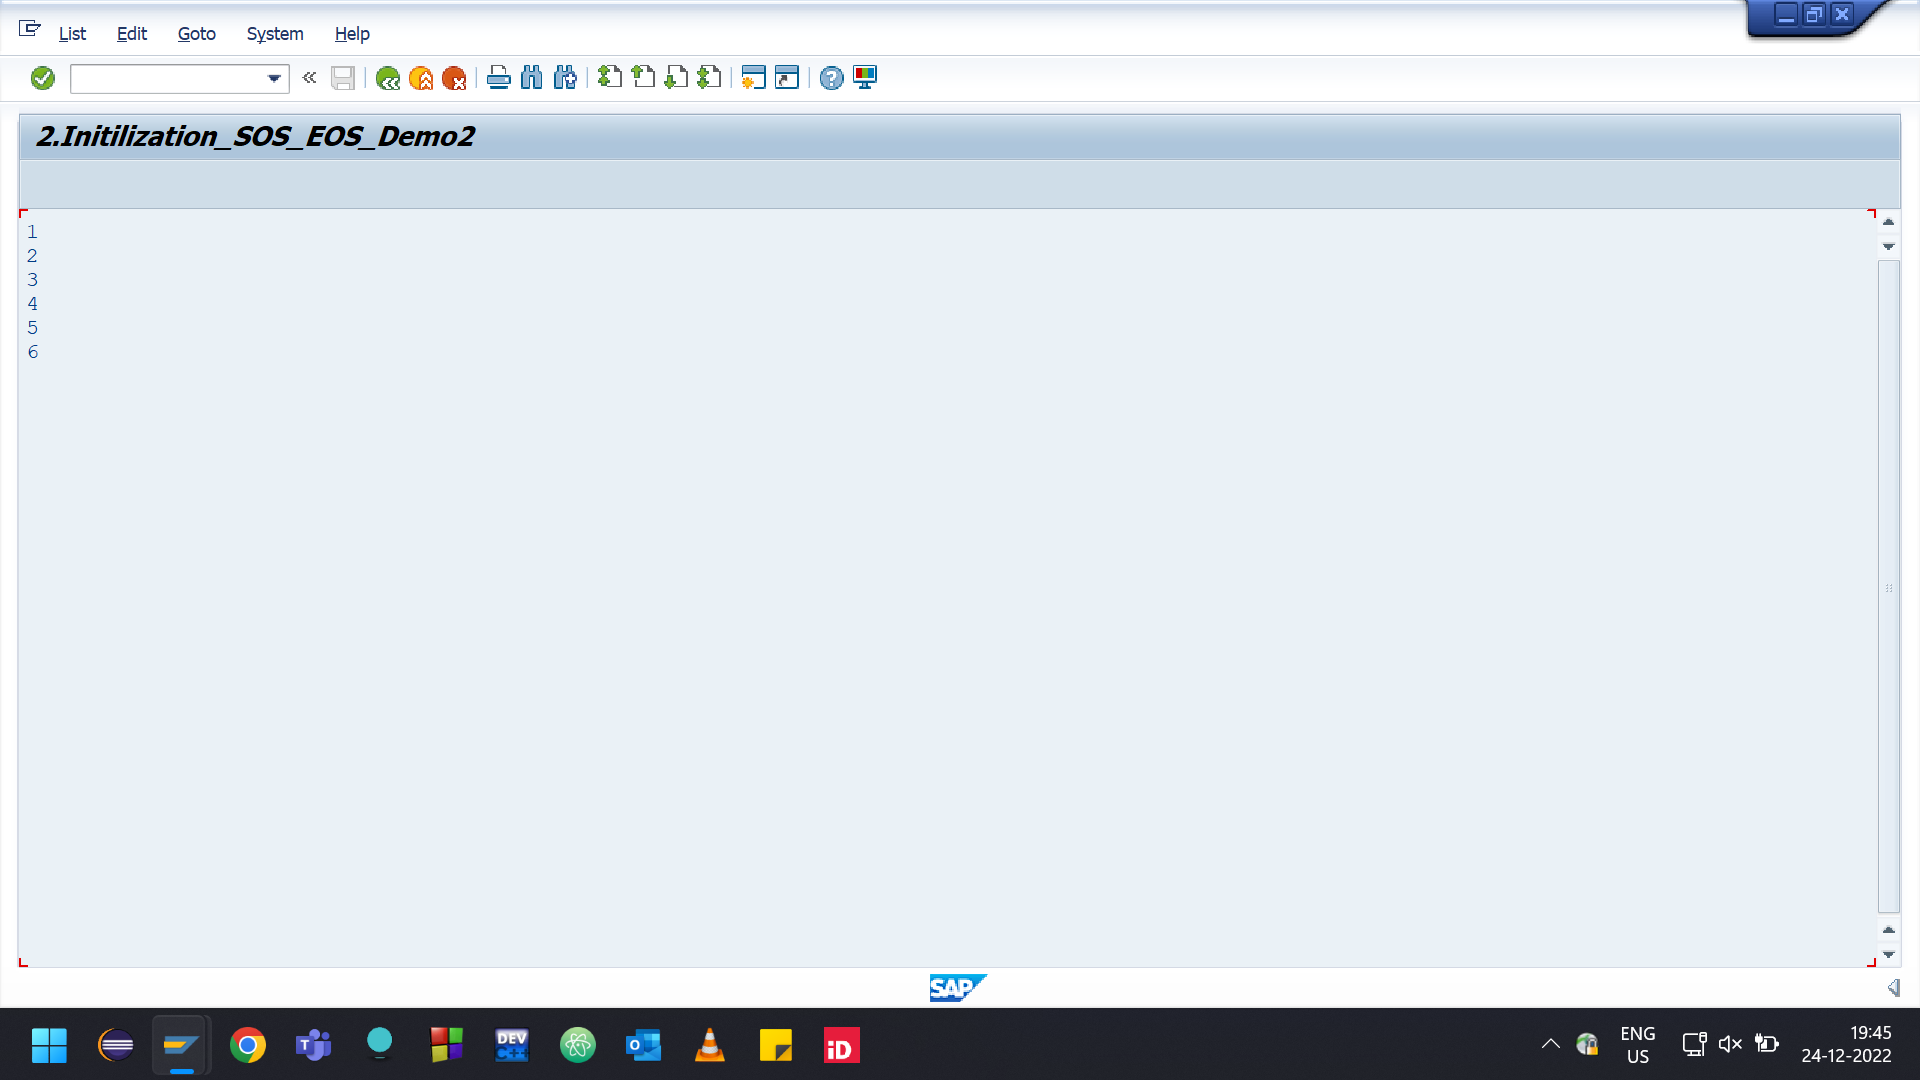 List Edit Goto System Help
2.Initilization_SOS_EOS_Demo2
1
2
3
4
5
6
SAP
DEV
C++
iD
ENG
US
19:45
24-12-2022